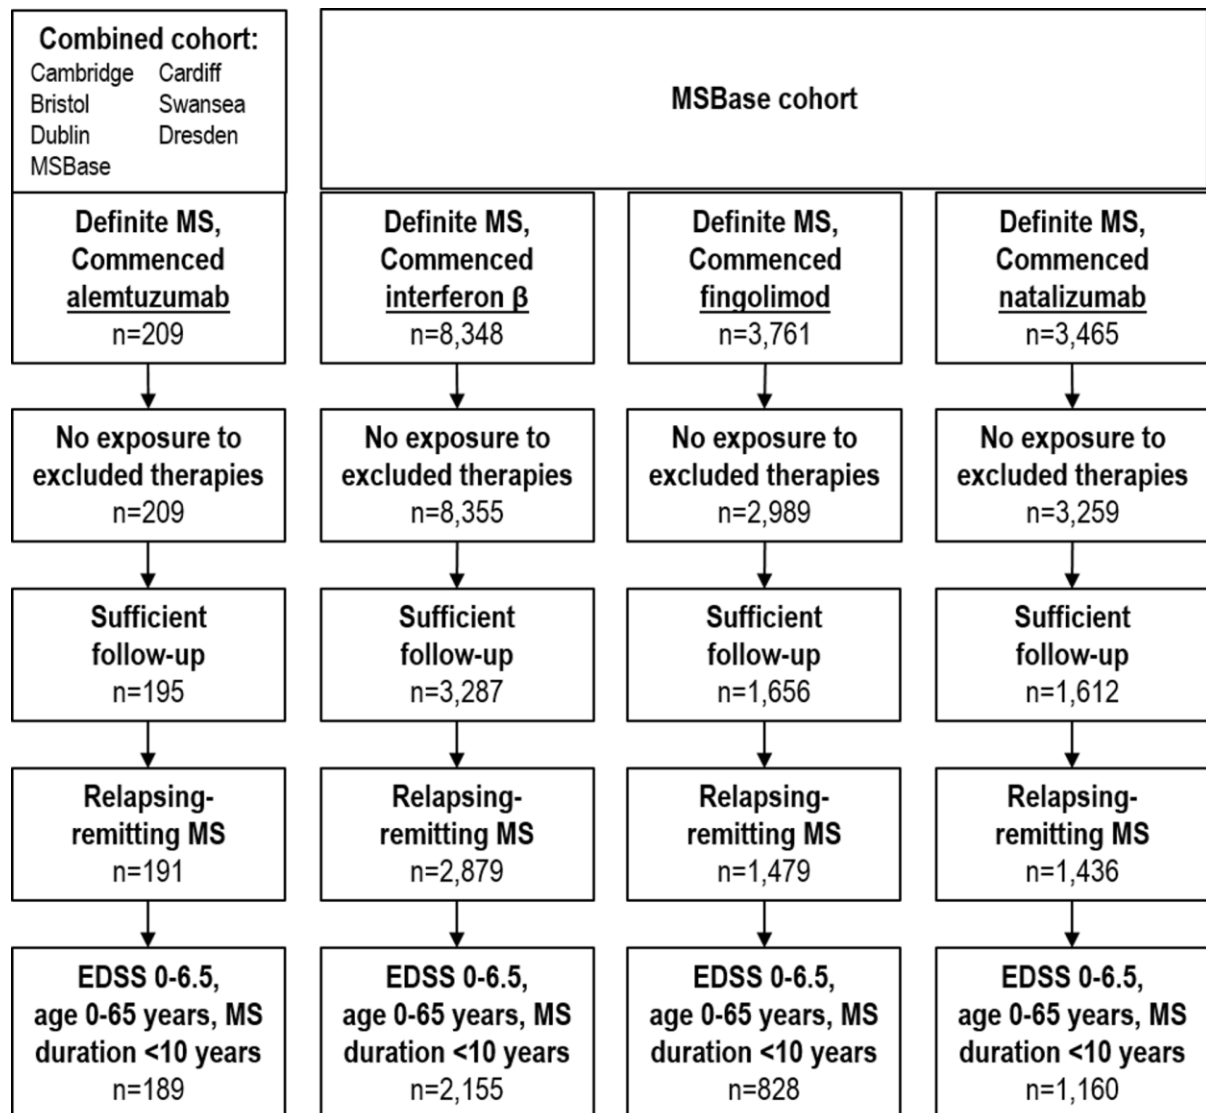 Combined cohort:
Cambridge Cardiff
Bristol Swansea
Dublin Dresden
MSBase
MSBase cohort
Definite MS,
Commenced
alemtuzumab
n=209
Definite MS,
Commenced
interferon β
n=8,348
Definite MS,
Commenced
fingolimod
n=3,761
Definite MS,
Commenced
natalizumab
n=3,465
No exposure to
excluded therapies
n=209
No exposure to
excluded therapies
n=8,355
No exposure to
excluded therapies
n=2,989
No exposure to
excluded therapies
n=3,259
Sufficient
follow-up
n=195
Sufficient
follow-up
n=3,287
Sufficient
follow-up
n=1,656
Sufficient
follow-up
n=1,612
Relapsing-
remitting MS
n=191
Relapsing-
remitting MS
n=2,879
Relapsing-
remitting MS
n=1,479
Relapsing-
remitting MS
n=1,436
EDSS 0-6.5,
age 0-65 years, MS
duration <10 years
n=189
EDSS 0-6.5,
age 0-65 years, MS
duration <10 years
n=2,155
EDSS 0-6.5,
age 0-65 years, MS
duration <10 years
n=828
EDSS 0-6.5,
age 0-65 years, MS
duration <10 years
n=1,160